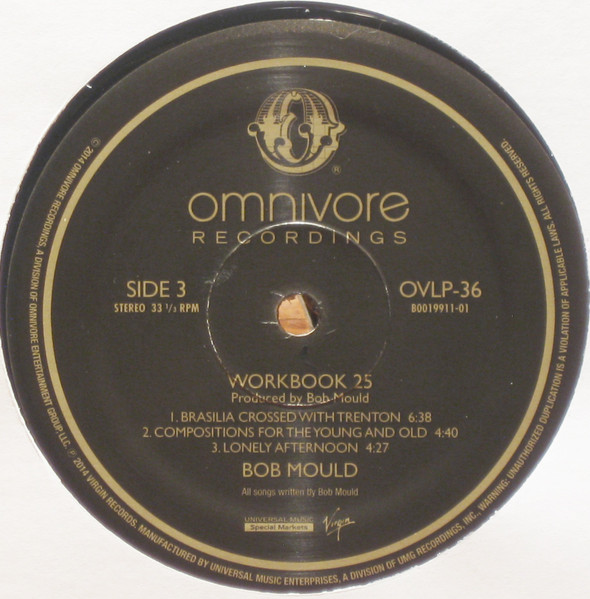 O
®
omnivore
RECORDINGS
SIDE 3
STEREO 33 ⅓ RPM
OVLP-36
B0019911-01
WORKBOOK 25
Produced by Bob Mould
1. BRASILIA CROSSED WITH TRENTON 6:38
2. COMPOSITIONS FOR THE YOUNG AND OLD 4:40
3. LONELY AFTERNOON 4:27
BOB MOULD
All songs written by Bob Mould
UNIVERSAL MUSIC
Special Markets
Virgin
© 2014 OMNIVORE RECORDINGS, A DIVISION OF OMNIVORE ENTERTAINMENT GROUP, LLC. ℗ 2014 VIRGIN RECORDS. MANUFACTURED BY UNIVERSAL MUSIC ENTERPRISES, A DIVISION OF UMG RECORDINGS, INC., WARNING: UNAUTHORIZED DUPLICATION IS A VIOLATION OF APPLICABLE LAWS. ALL RIGHTS RESERVED.